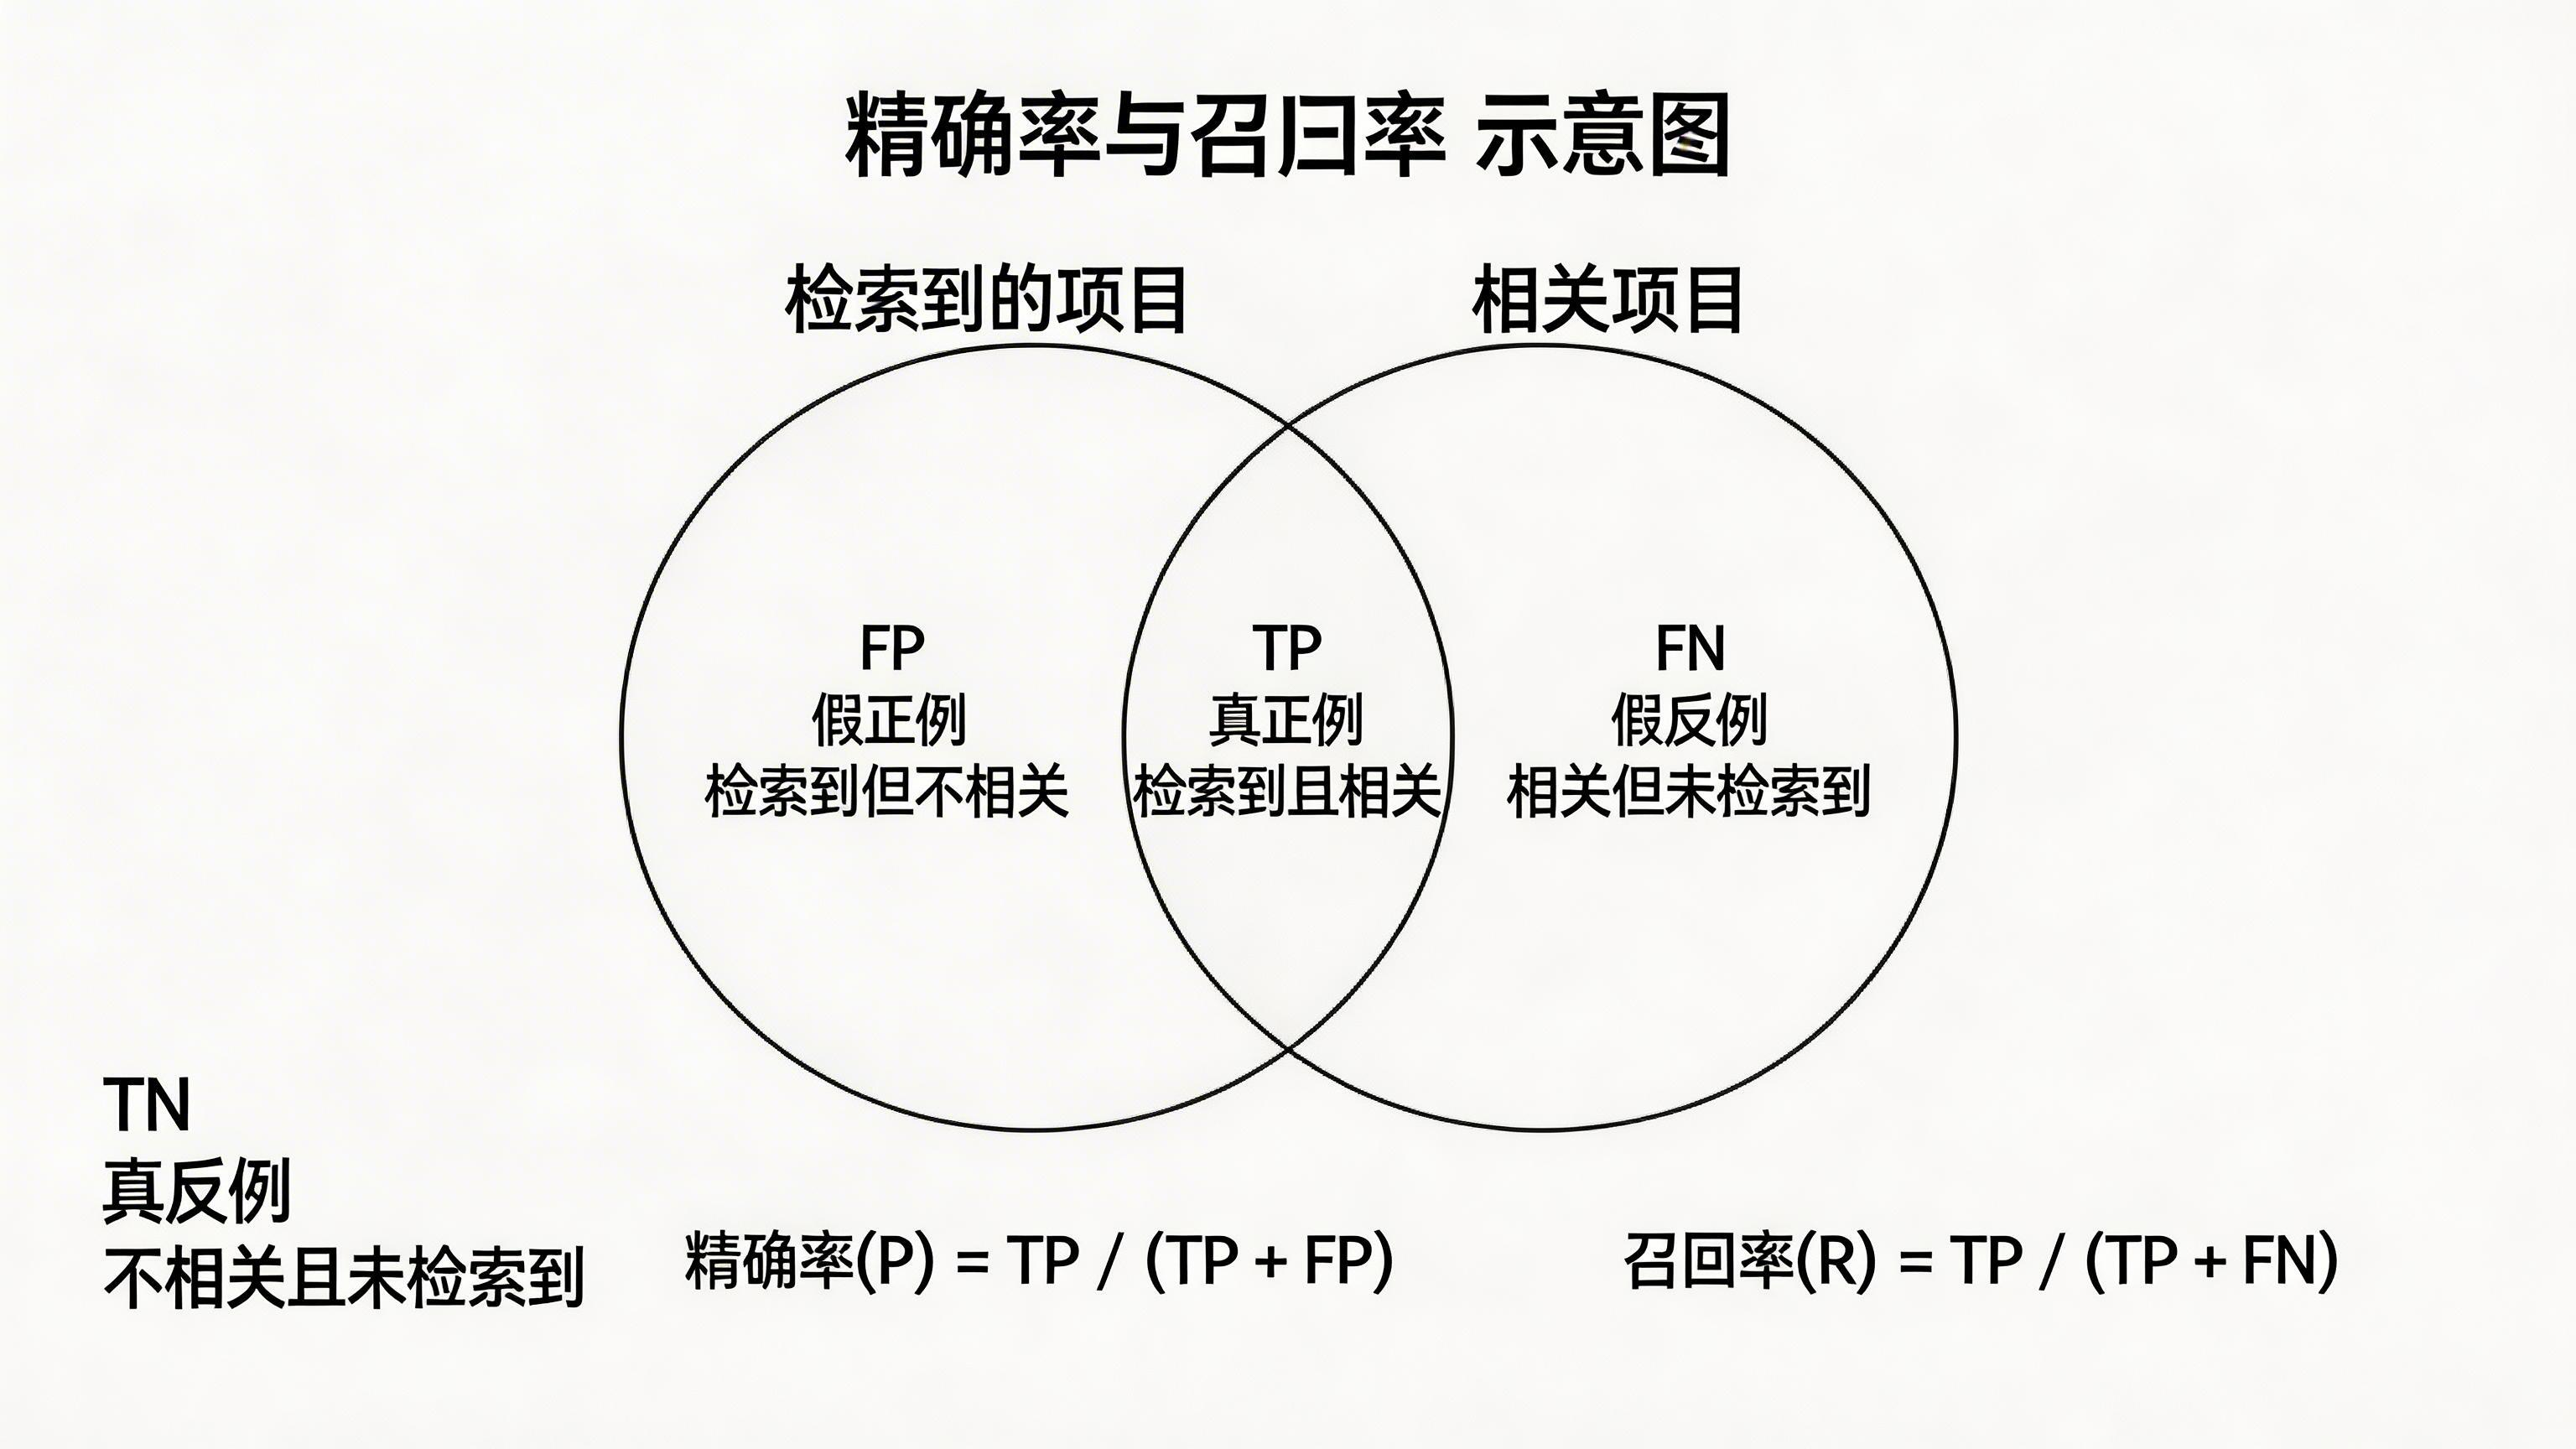 精确率与召归率 示意图
检索到的项目
相关项目
FP
假正例
检索到但不相关
TP
真正例
检索到且相关
FN
假反例
相关但未检索到
TN
真反例
不相关且未检索到
精确率(P) = TP / (TP + FP)
召回率(R) = TP / (TP + FN)